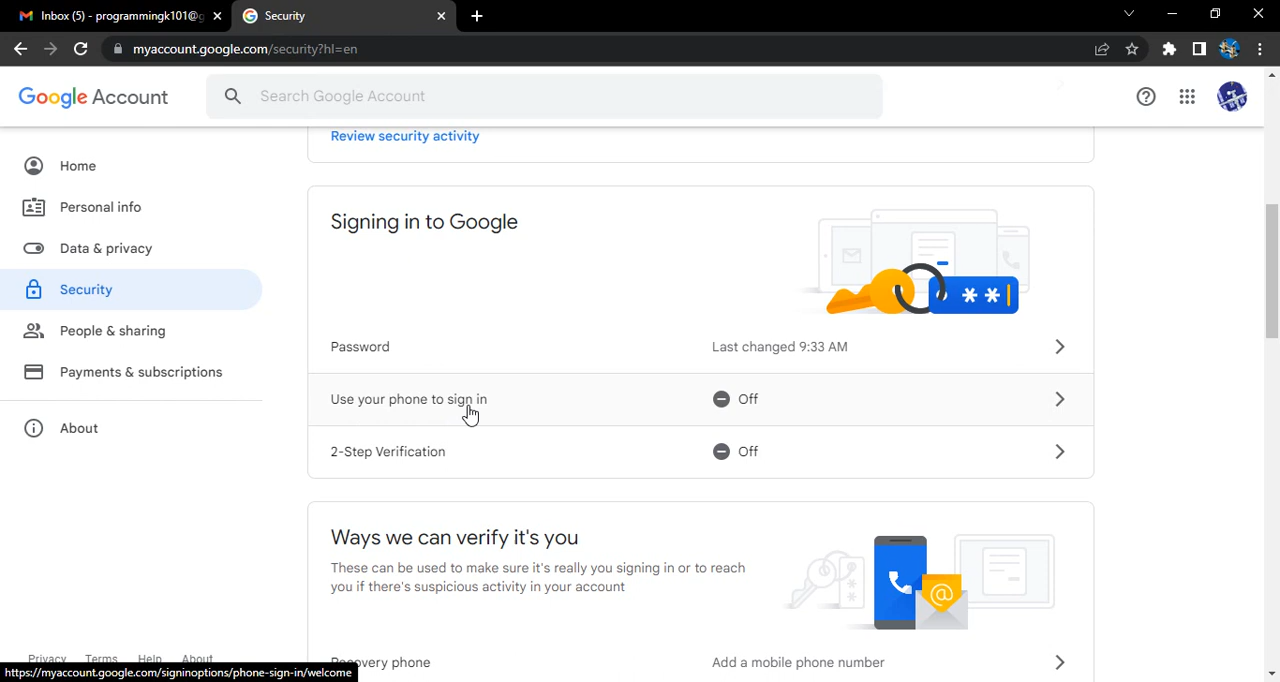 Inbox (5) - programmingk101@g
Security
myaccount.google.com/security?hl=en
Google Account
Search Google Account
Review security activity
Home
Personal info
Data & privacy
Security
People & sharing
Payments & subscriptions
About
Signing in to Google
**
Password Last changed 9:33 AM
Use your phone to sign in Off
2-Step Verification Off
Ways we can verify it's you
These can be used to make sure it's really you signing in or to reach
you if there's suspicious activity in your account
@
Recovery phone Add a mobile phone number
Privacy Terms Help About
https://myaccount.google.com/signinoptions/phone-sign-in/welcome